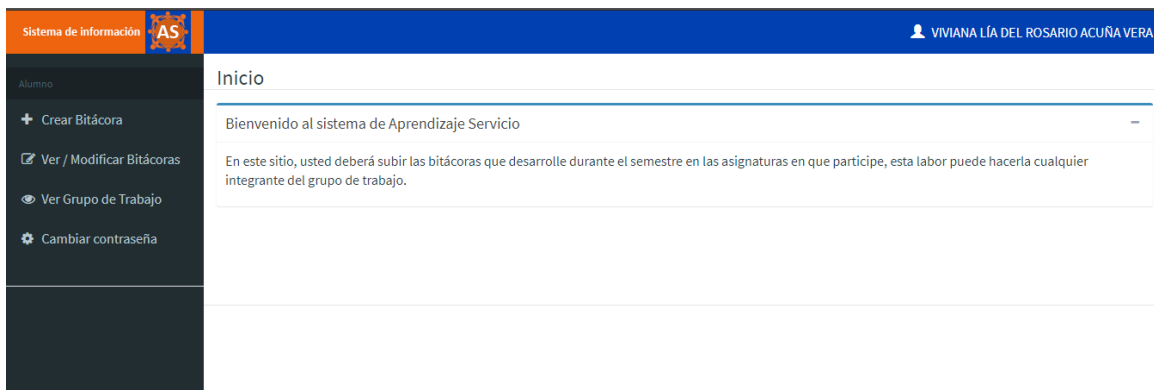 Sistema de información AS
VIVIANA LÍA DEL ROSARIO ACUÑA VERA
Alumno
Crear Bitácora
Ver / Modificar Bitácoras
Ver Grupo de Trabajo
Cambiar contraseña
Inicio
Bienvenido al sistema de Aprendizaje Servicio
En este sitio, usted deberá subir las bitácoras que desarrolle durante el semestre en las asignaturas en que participe, esta labor puede hacerla cualquier
integrante del grupo de trabajo.